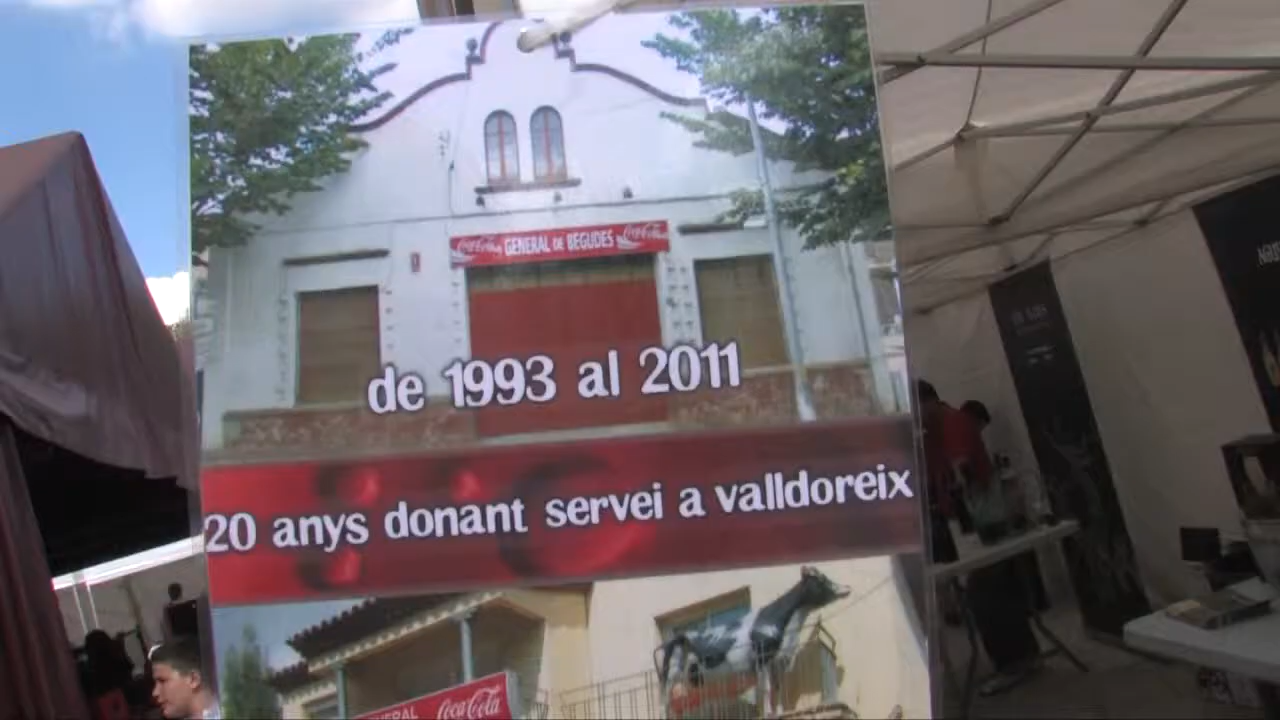 Coca-Cola GENERAL DE BEGUDES Coca-Cola
de 1993 al 2011
20 anys donant servei a valldoreix
GENERAL Coca-Cola